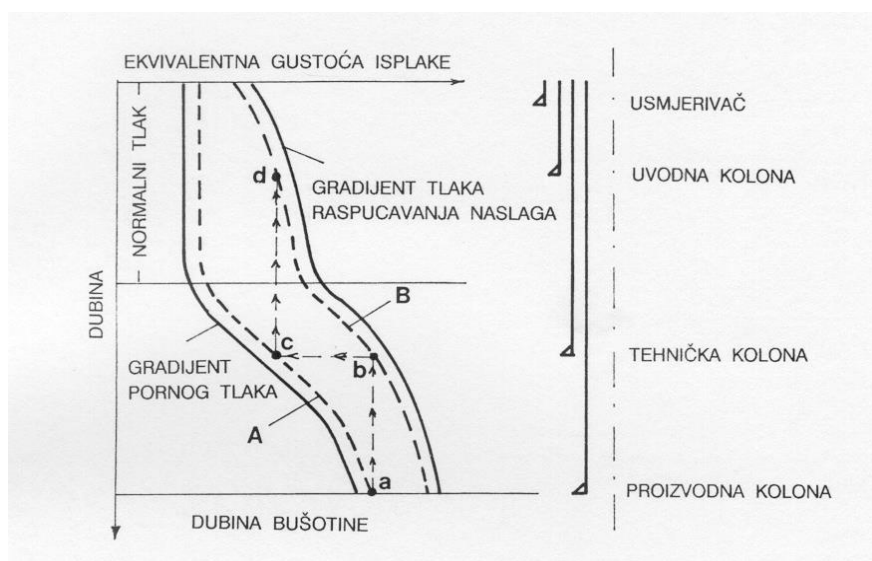 EKVIVALENTNA GUSTOĆA ISPLAKE
NORMALNI TLAK
DUBINA
d
GRADIJENT TLAKA
RASPUCAVANJA NASLAGA
B
c
b
GRADIJENT
PORNOG TLAKA
A
a
DUBINA BUŠOTINE
USMJERIVAČ
UVODNA KOLONA
TEHNIČKA KOLONA
PROIZVODNA KOLONA